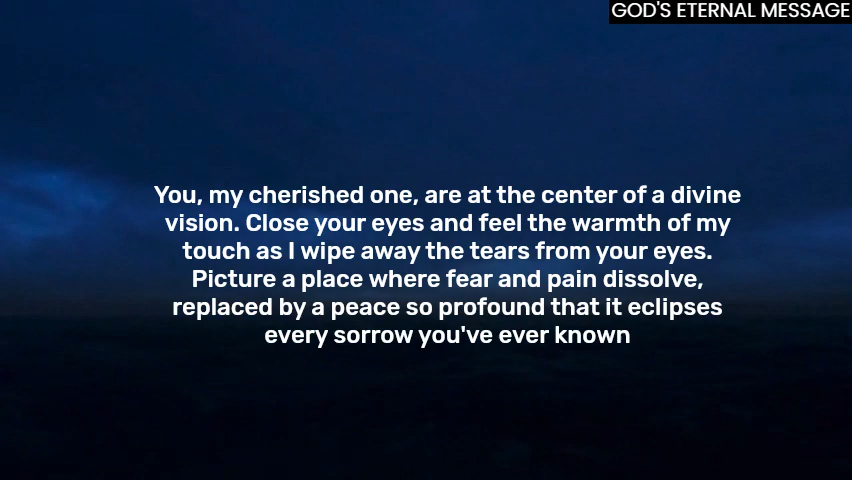 GOD'S ETERNAL MESSAGE
You, my cherished one, are at the center of a divine
vision. Close your eyes and feel the warmth of my
touch as I wipe away the tears from your eyes.
Picture a place where fear and pain dissolve,
replaced by a peace so profound that it eclipses
every sorrow you've ever known